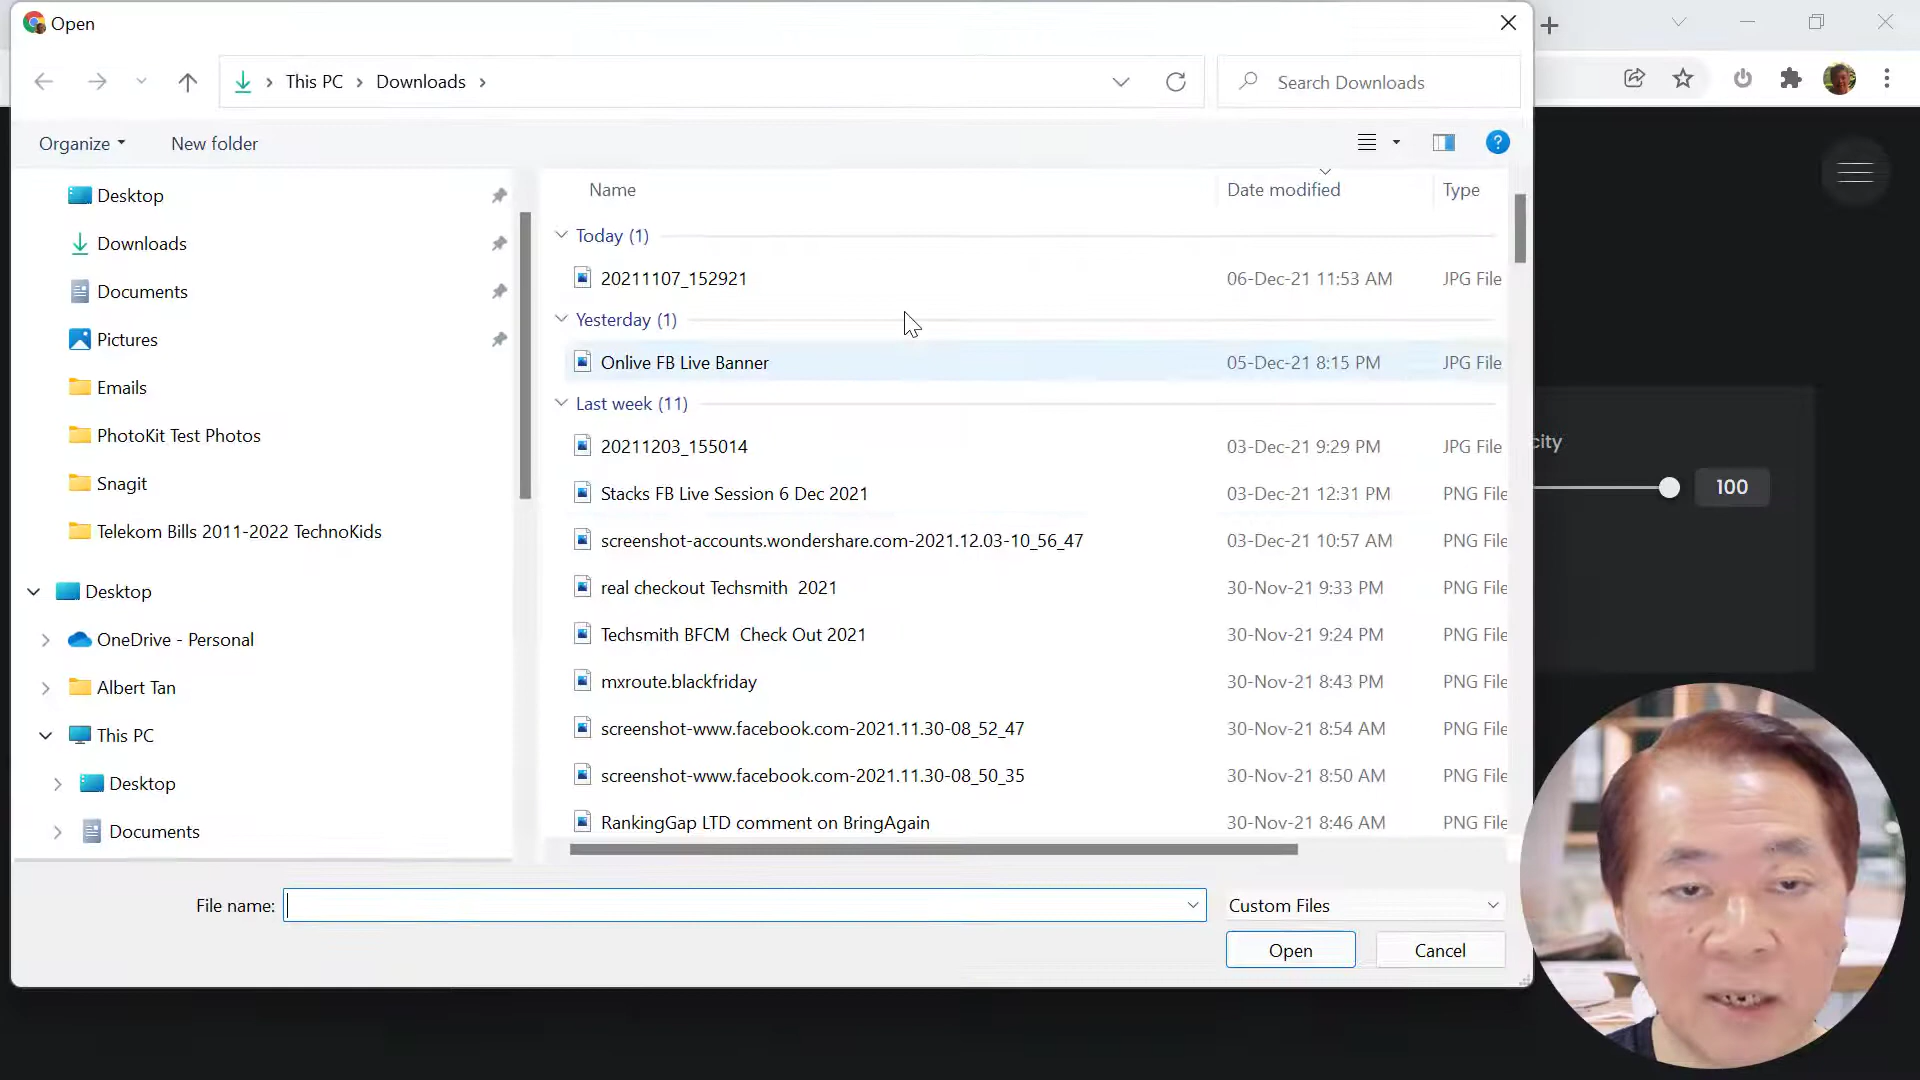 Open
This PC > Downloads >
Search Downloads
Organize
New folder
?
Desktop
Downloads
Documents
Pictures
Emails
PhotoKit Test Photos
Snagit
Telekom Bills 2011-2022 TechnoKids
Desktop
OneDrive - Personal
Albert Tan
This PC
Desktop
Documents
Name Date modified Type
Today (1)
20211107_152921 06-Dec-21 11:53 AM JPG File
Yesterday (1)
Onlive FB Live Banner 05-Dec-21 8:15 PM JPG File
Last week (11)
20211203_155014 03-Dec-21 9:29 PM JPG File
Stacks FB Live Session 6 Dec 2021 03-Dec-21 12:31 PM PNG File
screenshot-accounts.wondershare.com-2021.12.03-10_56_47 03-Dec-21 10:57 AM PNG File
real checkout Techsmith  2021 30-Nov-21 9:33 PM PNG File
Techsmith BFCM  Check Out 2021 30-Nov-21 9:24 PM PNG File
mxroute.blackfriday 30-Nov-21 8:43 PM PNG File
screenshot-www.facebook.com-2021.11.30-08_52_47 30-Nov-21 8:54 AM PNG File
screenshot-www.facebook.com-2021.11.30-08_50_35 30-Nov-21 8:50 AM PNG File
RankingGap LTD comment on BringAgain 30-Nov-21 8:46 AM PNG File
city
100
File name:
Custom Files
Open
Cancel